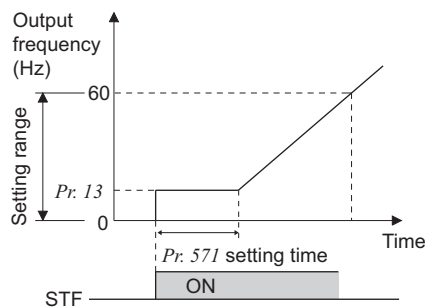 Output
frequency
(Hz)
Setting range
60
Pr. 13
0
Time
Pr. 571 setting time
ON
STF